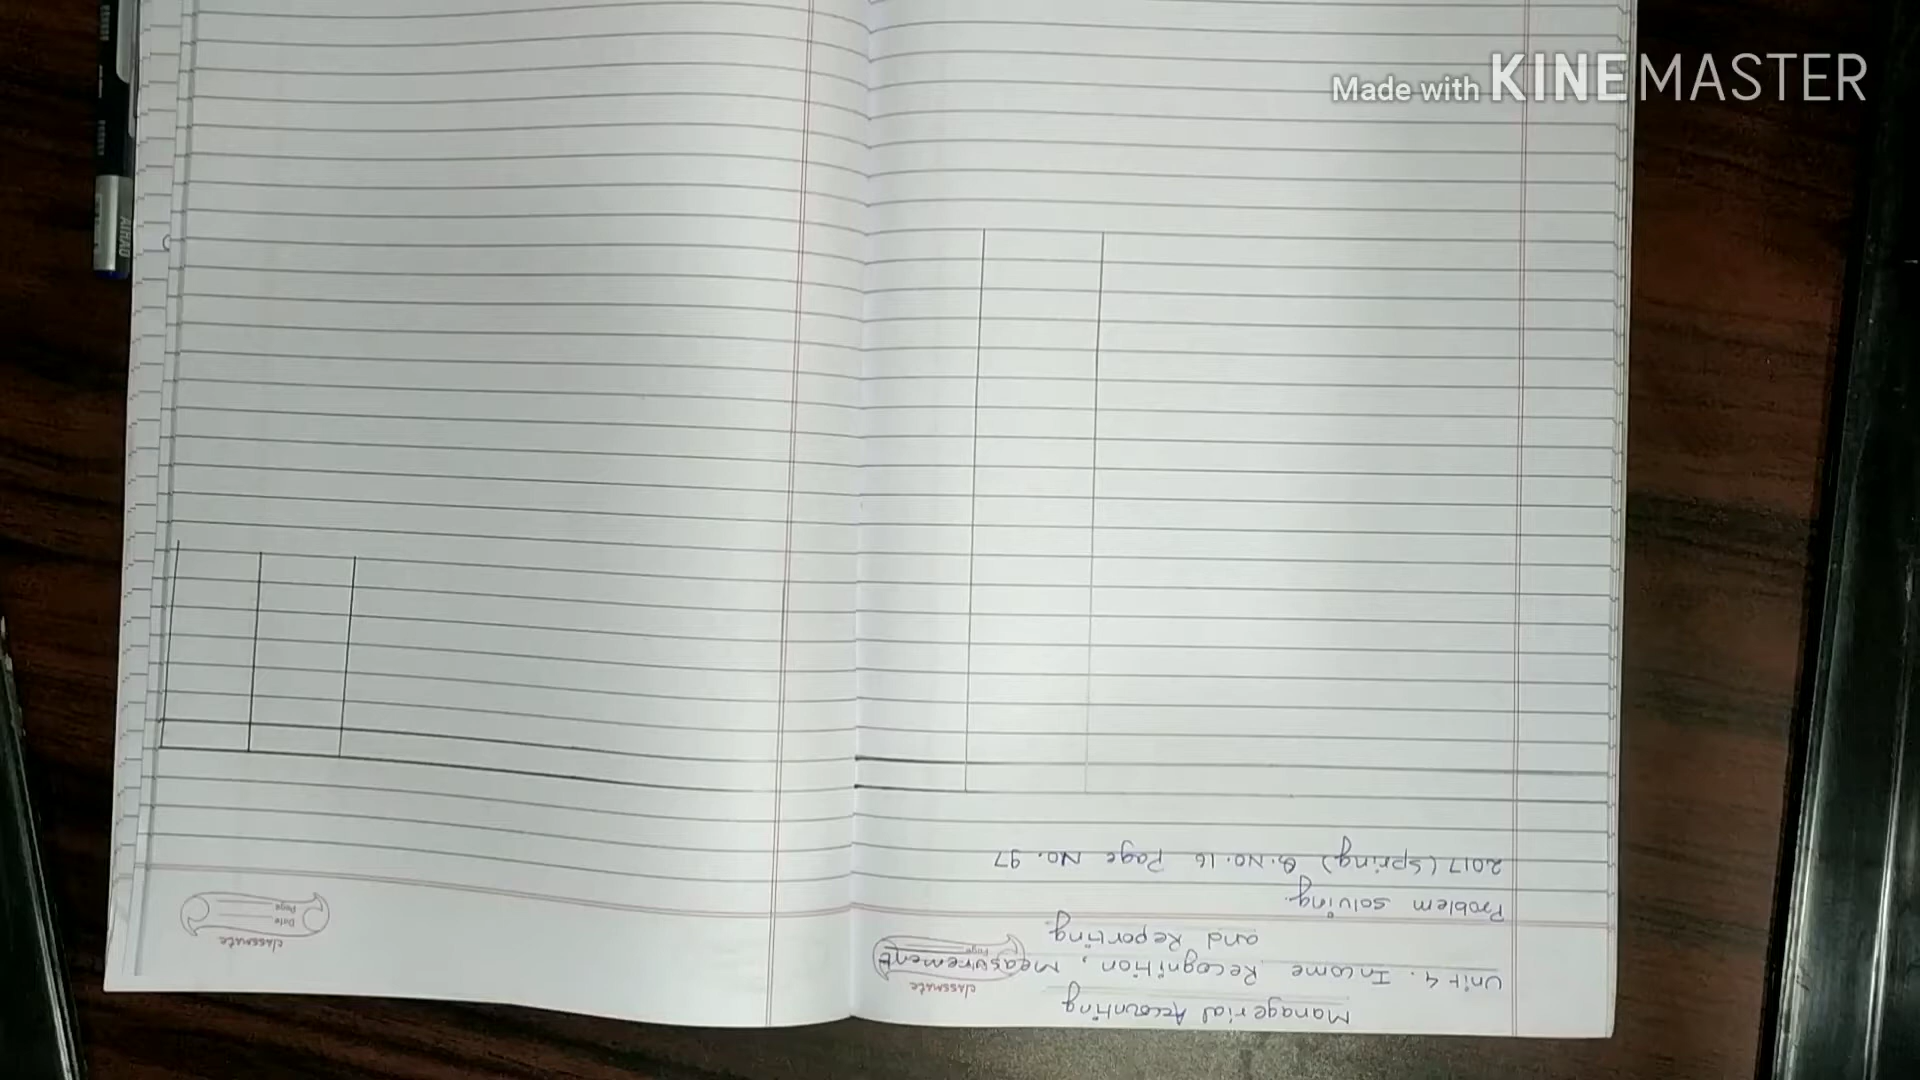 Made with KINEMASTER
Managerial Accounting
Unit 4. Income Recognition, Measurement
and Reporting
classmate
Page
Problem solving.
2017 (Spring) Q.No.16 Page No. 97
classmate
Date
Page